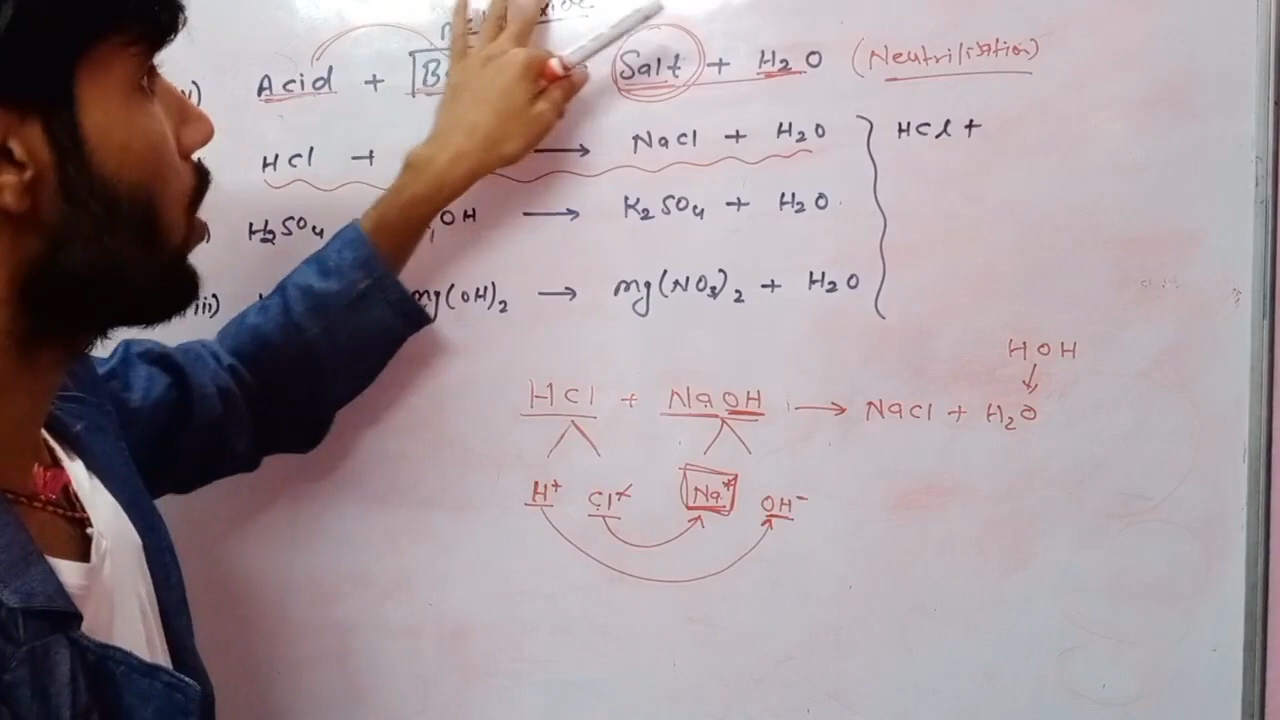 Acid + B Salt + H₂O (Neutrilisation)
HCl + → NaCl + H₂O HCl +
H₂SO₄ OH → K₂SO₄ + H₂O
iii) mg(OH)₂ → mg(NO₃)₂ + H₂O
HOH
↓
HCl + NaOH → NaCl + H₂O
H⁺ Cl⁻ Na⁺ OH⁻